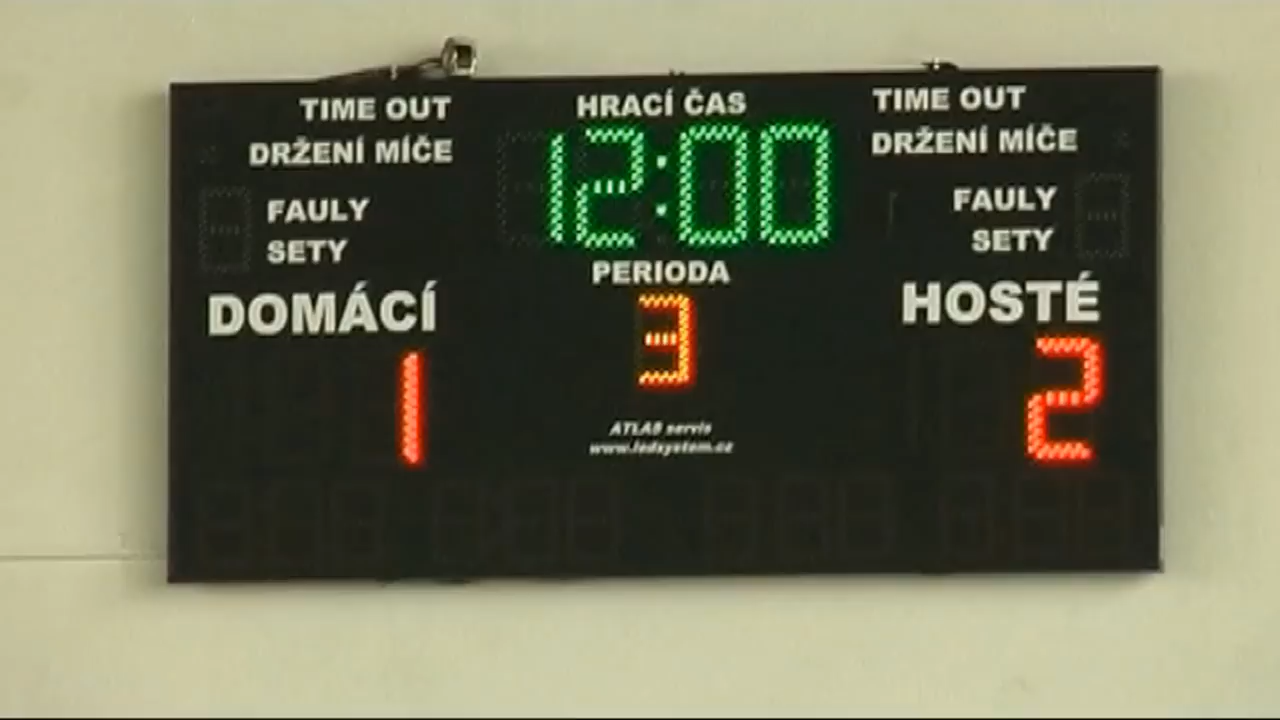 TIME OUT
DRŽENÍ MÍČE
FAULY
SETY
DOMÁCÍ
1
HRACÍ ČAS
12:00
PERIODA
3
ATLAS servis
www.ledsystem.cz
TIME OUT
DRŽENÍ MÍČE
FAULY
SETY
HOSTÉ
2